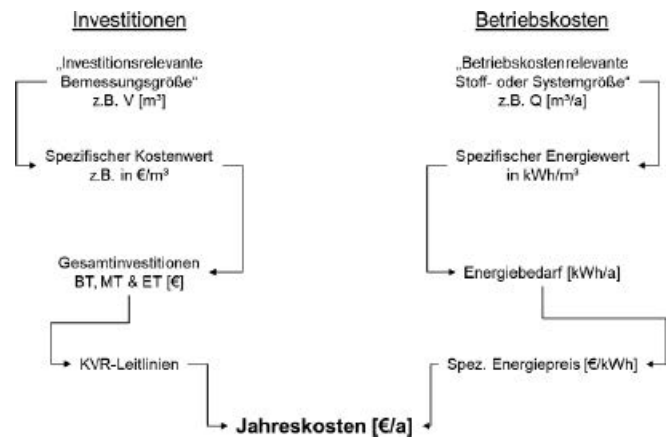 Investitionen
„Investitionsrelevante
Bemessungsgröße“
z.B. V [m³]
Spezifischer Kostenwert
z.B. in €/m³
Gesamtinvestitionen
BT, MT & ET [€]
KVR-Leitlinien
Betriebskosten
„Betriebskostenrelevante
Stoff- oder Systemgröße“
z.B. Q [m³/a]
Spezifischer Energiewert
in kWh/m³
Energiebedarf [kWh/a]
Spez. Energiepreis [€/kWh]
Jahreskosten [€/a]